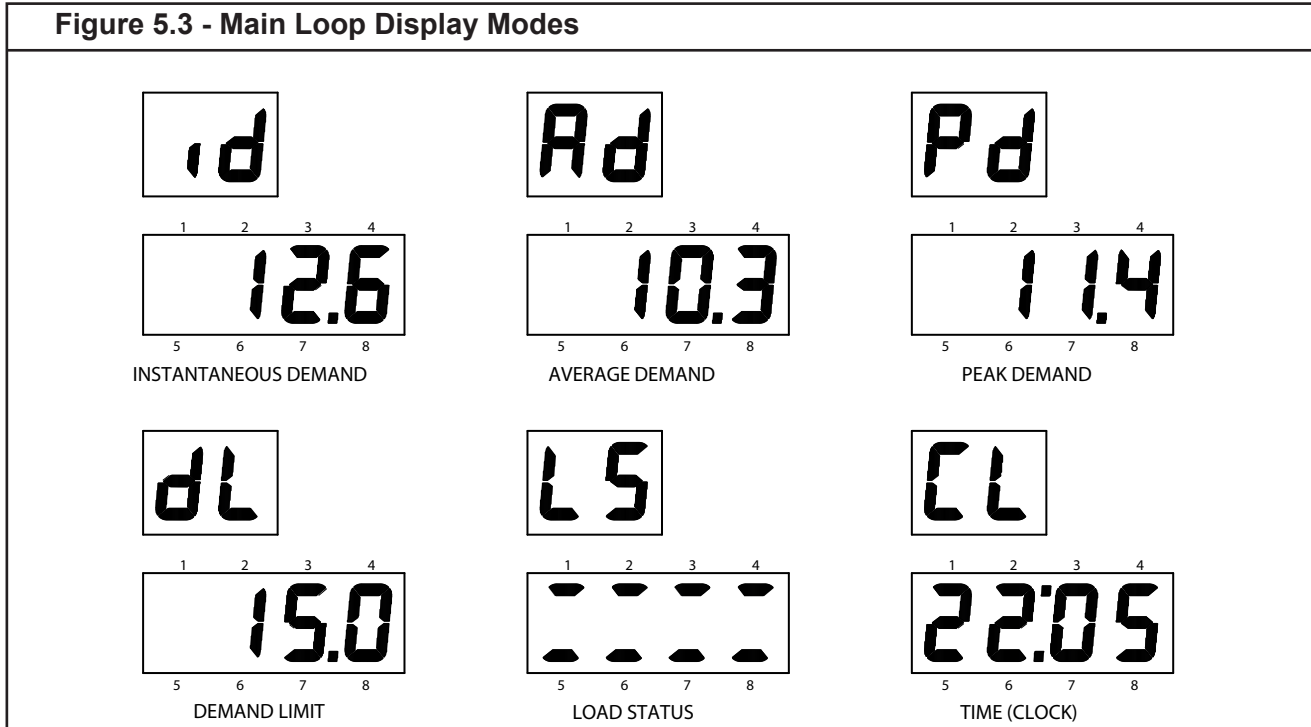 Figure 5.3 - Main Loop Display Modes
id
Ad
Pd
1 2 3 4
12.6
5 6 7 8
INSTANTANEOUS DEMAND
1 2 3 4
10.3
5 6 7 8
AVERAGE DEMAND
1 2 3 4
11.4
5 6 7 8
PEAK DEMAND
dL
LS
CL
1 2 3 4
15.0
5 6 7 8
DEMAND LIMIT
1 2 3 4
5 6 7 8
LOAD STATUS
1 2 3 4
22:05
5 6 7 8
TIME (CLOCK)